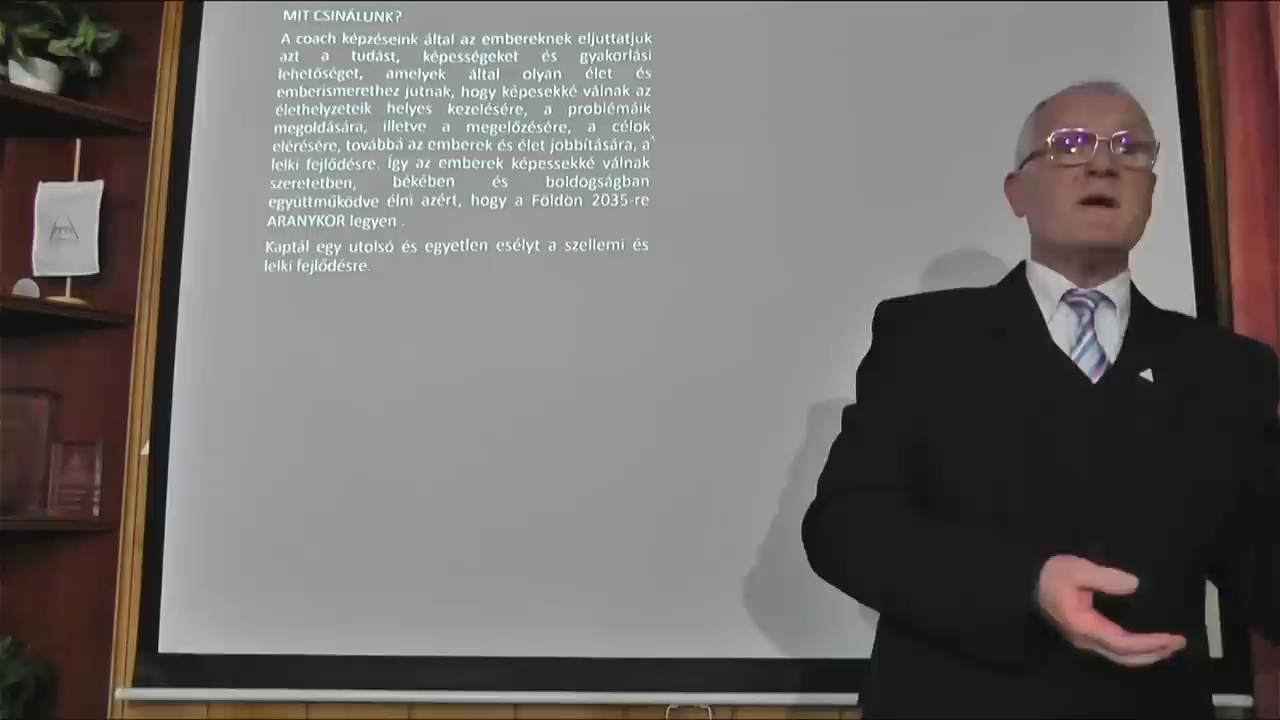 MIT CSINÁLUNK?
A coach képzéseink által az embereknek eljuttatjuk
azt a tudást, képességeket és gyakorlási
lehetőséget, amelyek által olyan élet és
emberismerethez jutnak, hogy képesekké válnak az
élethelyzeteik helyes kezelésére, a problémáik
megoldására, illetve a megelőzésére, a célok
elérésére, továbbá az emberek és élet jobbítására, a
lelki fejlődésre. Így az emberek képessekké válnak
szeretetben, békében és boldogságban
együttműködve élni azért, hogy a Földön 2035-re
ARANYKOR legyen .
Kaptál egy utolsó és egyetlen esélyt a szellemi és
lelki fejlődésre.